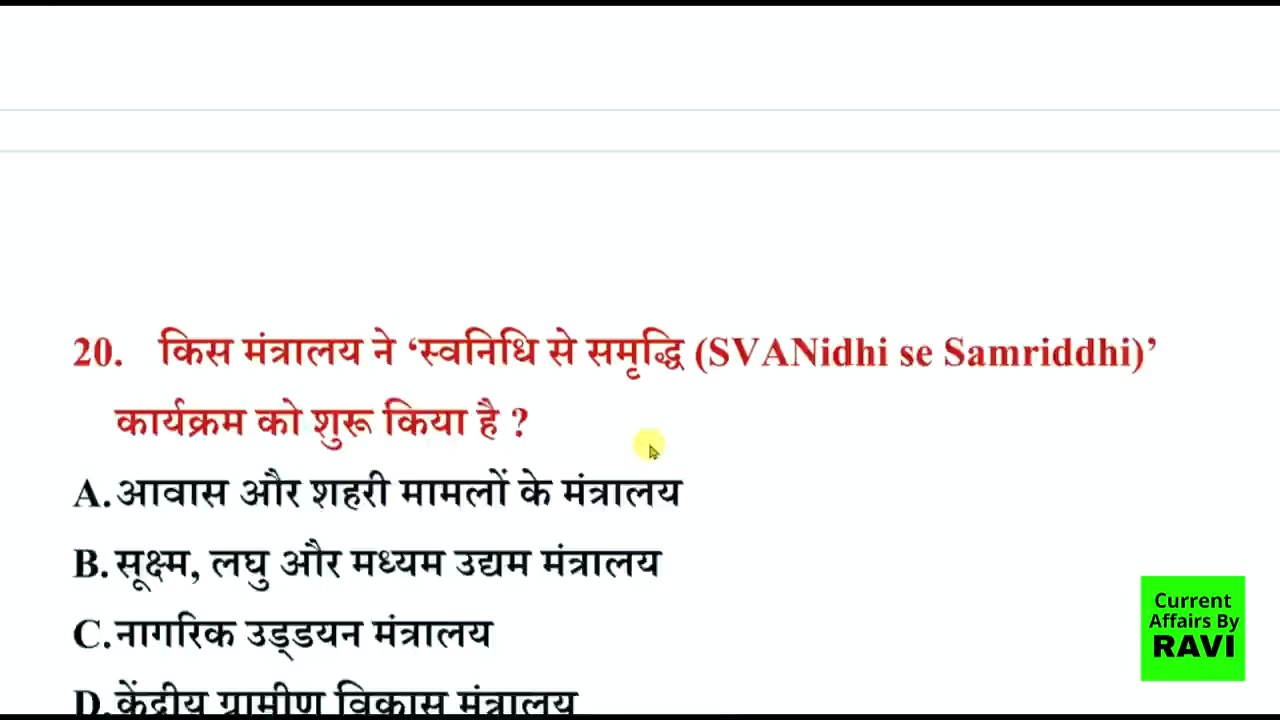 20. किस मंत्रालय ने ‘स्वनिधि से समृद्धि (SVANidhi se Samriddhi)’
कार्यक्रम को शुरू किया है ?
A. आवास और शहरी मामलों के मंत्रालय
B. सूक्ष्म, लघु और मध्यम उद्यम मंत्रालय
C. नागरिक उड्डयन मंत्रालय
D. केंद्रीय ग्रामीण विकास मंत्रालय
Current
Affairs By
RAVI